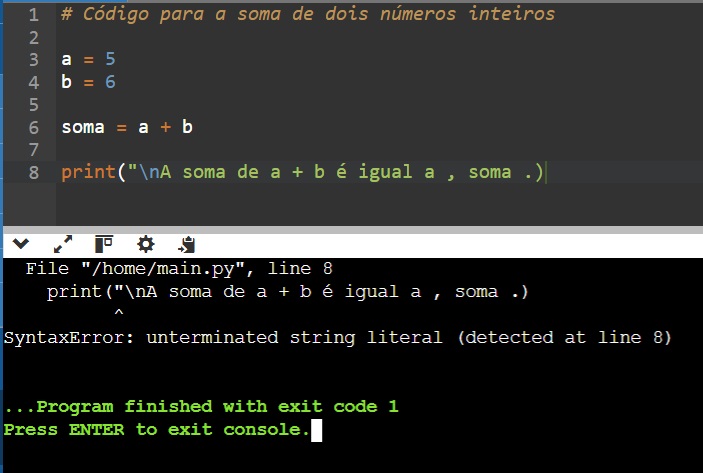 1 # Código para a soma de dois números inteiros
2
3 a = 5
4 b = 6
5
6 soma = a + b
7
8 print("\nA soma de a + b é igual a , soma .)
File "/home/main.py", line 8
print("\nA soma de a + b é igual a , soma .)
^
SyntaxError: unterminated string literal (detected at line 8)
...Program finished with exit code 1
Press ENTER to exit console.